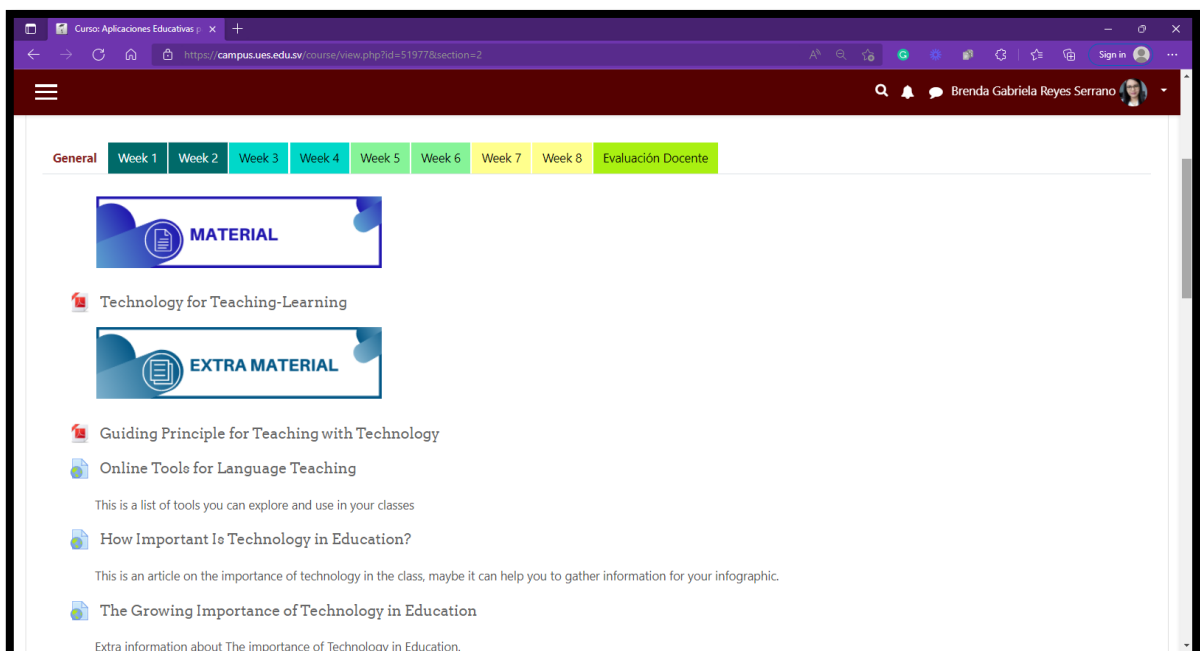 Curso: Aplicaciones Educativas p
https://campus.ues.edu.sv/course/view.php?id=51977&section=2
Sign in
Brenda Gabriela Reyes Serrano
General Week 1 Week 2 Week 3 Week 4 Week 5 Week 6 Week 7 Week 8 Evaluación Docente
MATERIAL
Technology for Teaching-Learning
EXTRA MATERIAL
Guiding Principle for Teaching with Technology
Online Tools for Language Teaching
This is a list of tools you can explore and use in your classes
How Important Is Technology in Education?
This is an article on the importance of technology in the class, maybe it can help you to gather information for your infographic.
The Growing Importance of Technology in Education
Extra information about The importance of Technology in Education.